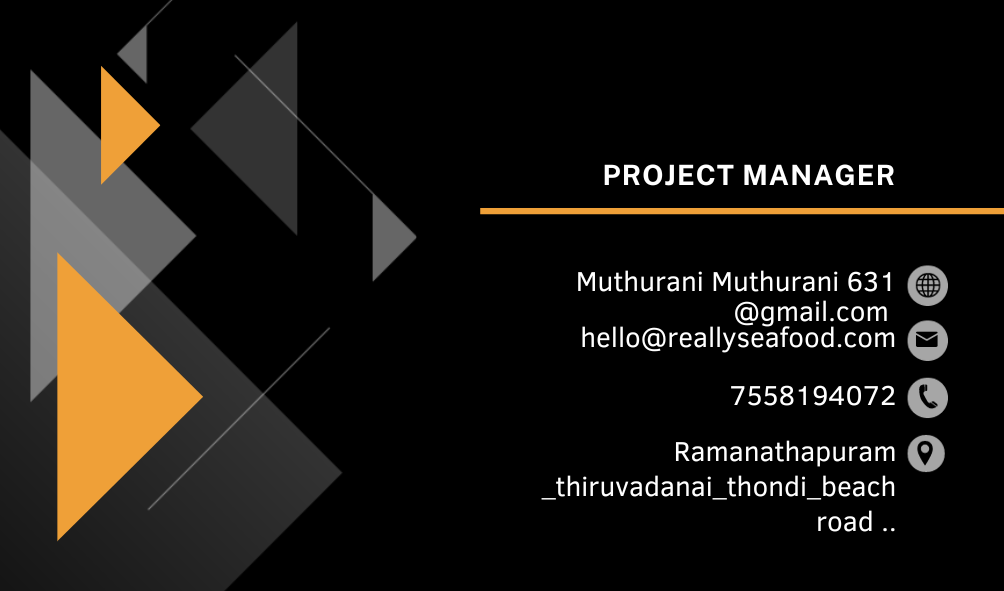 PROJECT MANAGER
Muthurani Muthurani 631
@gmail.com
hello@reallyseafood.com
7558194072
Ramanathapuram
_thiruvadanai_thondi_beach
road ..